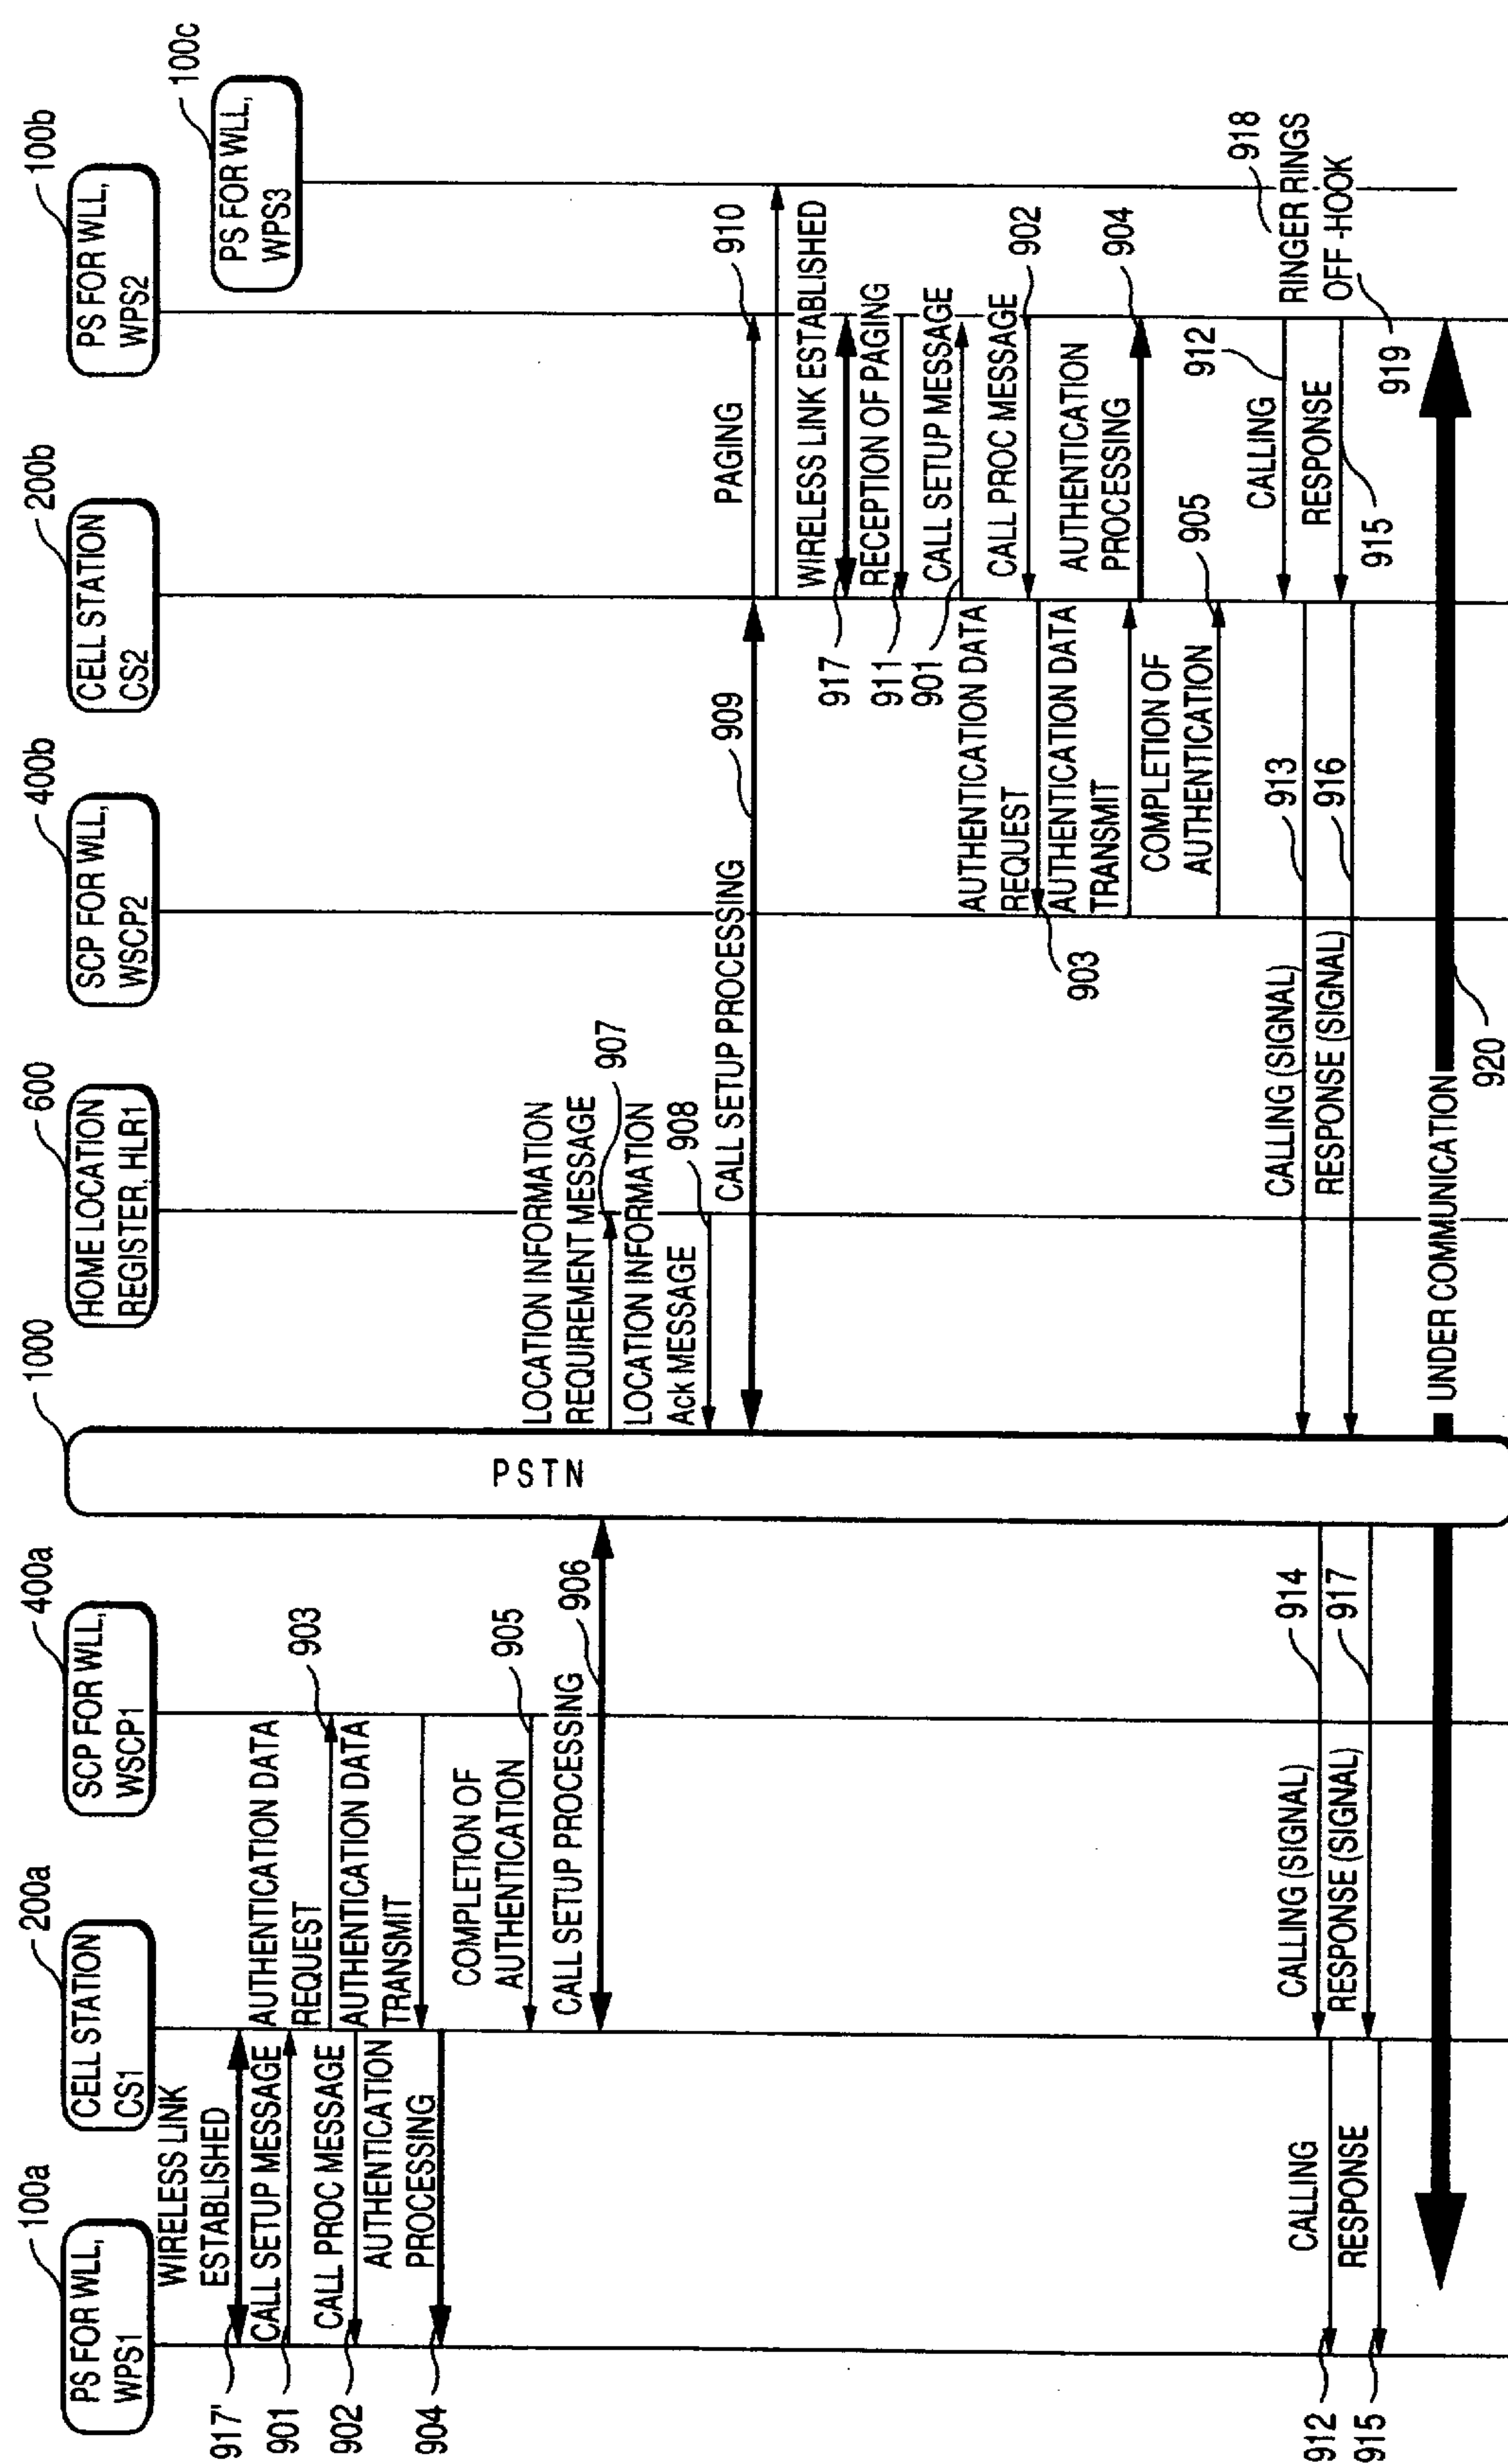 100a
PS FOR WLL,
WPS1
200a
CELL STATION
CS1
400a
SCP FOR WLL,
WSCP1
1000
PSTN
600
HOME LOCATION
REGISTER, HLR1
400b
SCP FOR WLL,
WSCP2
200b
CELL STATION
CS2
100b
PS FOR WLL,
WPS2
100c
PS FOR WLL,
WPS3
WIRELESS LINK
ESTABLISHED
917'
CALL SETUP MESSAGE
901
AUTHENTICATION DATA
REQUEST
903
CALL PROC MESSAGE
902
AUTHENTICATION DATA
TRANSMIT
AUTHENTICATION
PROCESSING
904
COMPLETION OF
AUTHENTICATION
905
CALL SETUP PROCESSING
906
LOCATION INFORMATION
REQUIREMENT MESSAGE
907
LOCATION INFORMATION
Ack MESSAGE
908
CALL SETUP PROCESSING
909
PAGING
910
WIRELESS LINK ESTABLISHED
917
RECEPTION OF PAGING
911
CALL SETUP MESSAGE
901
CALL PROC MESSAGE
902
AUTHENTICATION DATA
REQUEST
903
AUTHENTICATION DATA
TRANSMIT
AUTHENTICATION
PROCESSING
904
COMPLETION OF
AUTHENTICATION
905
918
RINGER RINGS
OFF -HOOK
919
CALLING
912
RESPONSE
915
913
CALLING (SIGNAL)
916
RESPONSE (SIGNAL)
914
CALLING (SIGNAL)
917
RESPONSE (SIGNAL)
CALLING
912
RESPONSE
915
UNDER COMMUNICATION
920